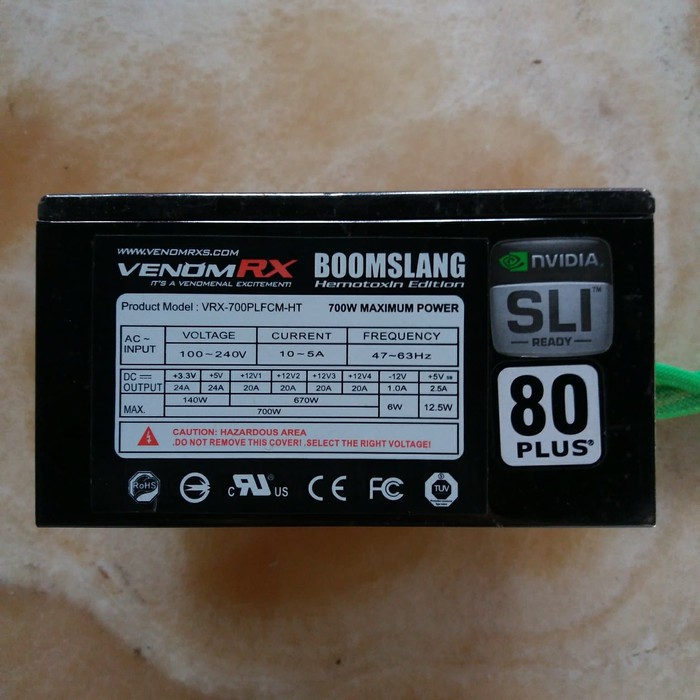 WWW.VENOMRXS.COM
VENOMRX
IT'S A VENOMENAL EXCITEMENT!
BOOMSLANG
Hemotoxin Edition
Product Model : VRX-700PLFCM-HT 700W MAXIMUM POWER
AC~ INPUT VOLTAGE CURRENT FREQUENCY
100~240V 10~5A 47~63Hz
DC OUTPUT +3.3V +5V +12V1 +12V2 +12V3 +12V4 -12V +5V SB
24A 24A 20A 20A 20A 20A 1.0A 2.5A
MAX. 140W 670W 6W 12.5W
700W
CAUTION: HAZARDOUS AREA
.DO NOT REMOVE THIS COVER! .SELECT THE RIGHT VOLTAGE!
RoHS
C RU US
CE
FC
TUV
NVIDIA.
SLI™
READY
80
PLUS®